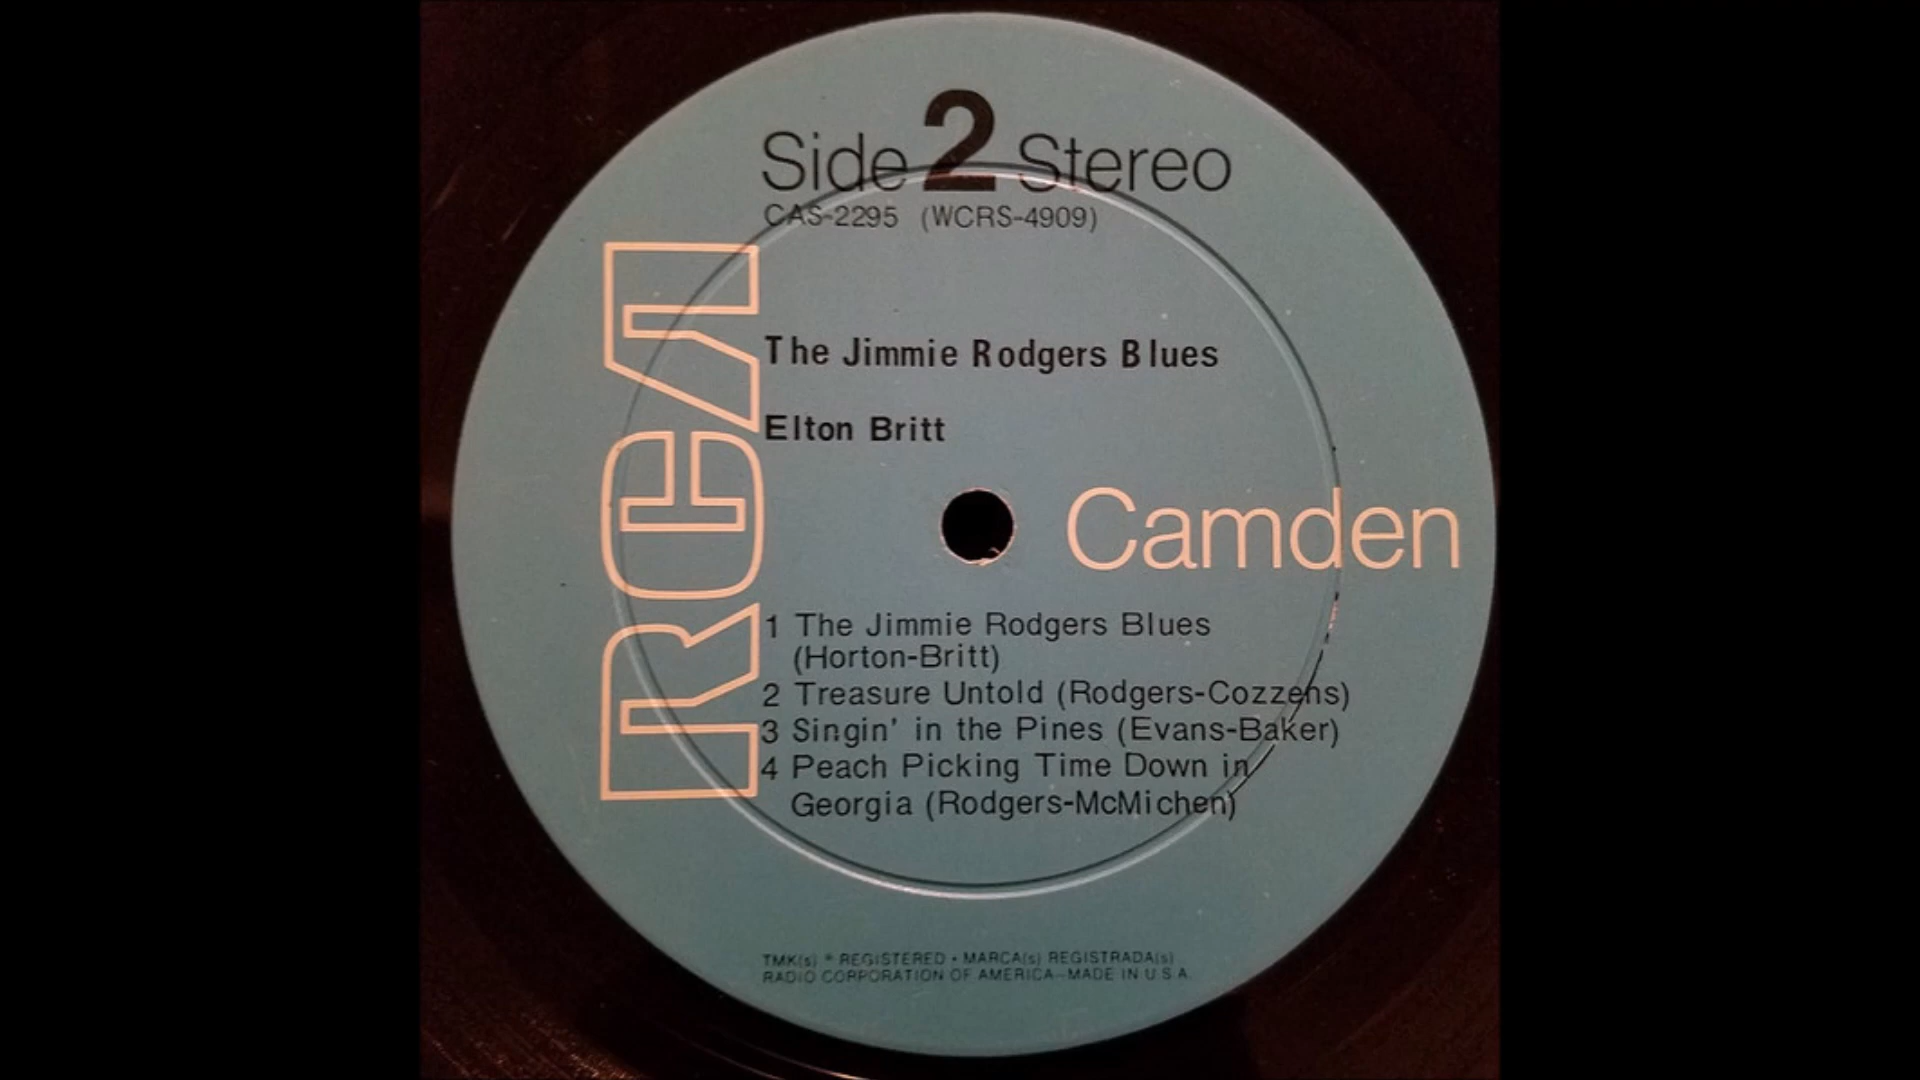 Side 2 Stereo
CAS-2295 (WCRS-4909)
The Jimmie Rodgers Blues
Elton Britt
RCA
Camden
1 The Jimmie Rodgers Blues
(Horton-Britt)
2 Treasure Untold (Rodgers-Cozzens)
3 Singin' in the Pines (Evans-Baker)
4 Peach Picking Time Down in
Georgia (Rodgers-McMichen)
TMK(s) ® REGISTERED • MARCA(s) REGISTRADA(s)
RADIO CORPORATION OF AMERICA—MADE IN U.S.A.